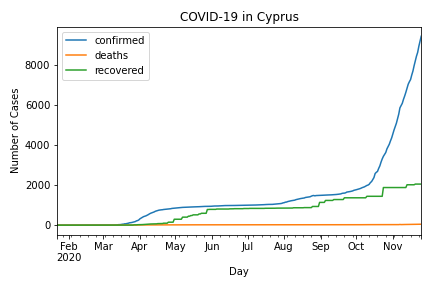 COVID-19 in Cyprus
confirmed
deaths
recovered
Number of Cases
8000
6000
4000
2000
0
Feb Mar Apr May Jun Jul Aug Sep Oct Nov
2020
Day